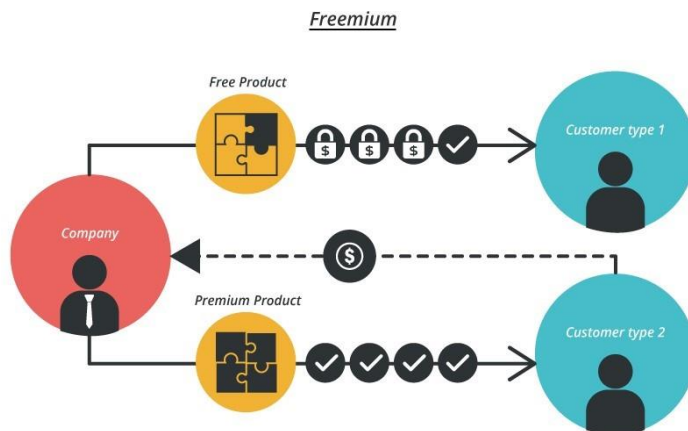 Freemium
Free Product
Customer type 1
$ $ $
Company
$
Premium Product
Customer type 2